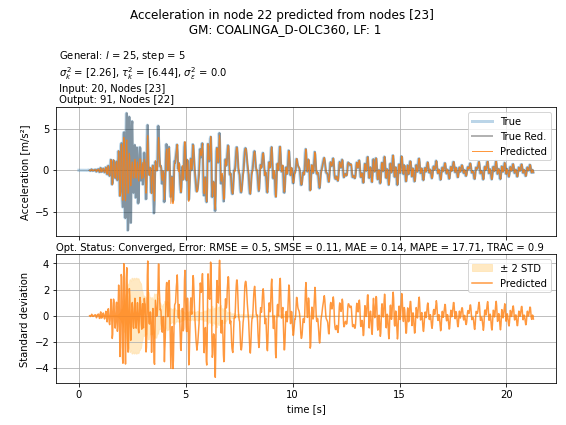 Acceleration in node 22 predicted from nodes [23]
GM: COALINGA_D-OLC360, LF: 1
General: l = 25, step = 5
σ²ₖ = [2.26], τ²ₖ = [6.44], σ²ε = 0.0
Input: 20, Nodes [23]
Output: 91, Nodes [22]
Acceleration [m/s²]
5
0
−5
True
True Red.
Predicted
Opt. Status: Converged, Error: RMSE = 0.5, SMSE = 0.11, MAE = 0.14, MAPE = 17.71, TRAC = 0.9
Standard deviation
4
2
0
−2
−4
± 2 STD
Predicted
0 5 10 15 20
time [s]